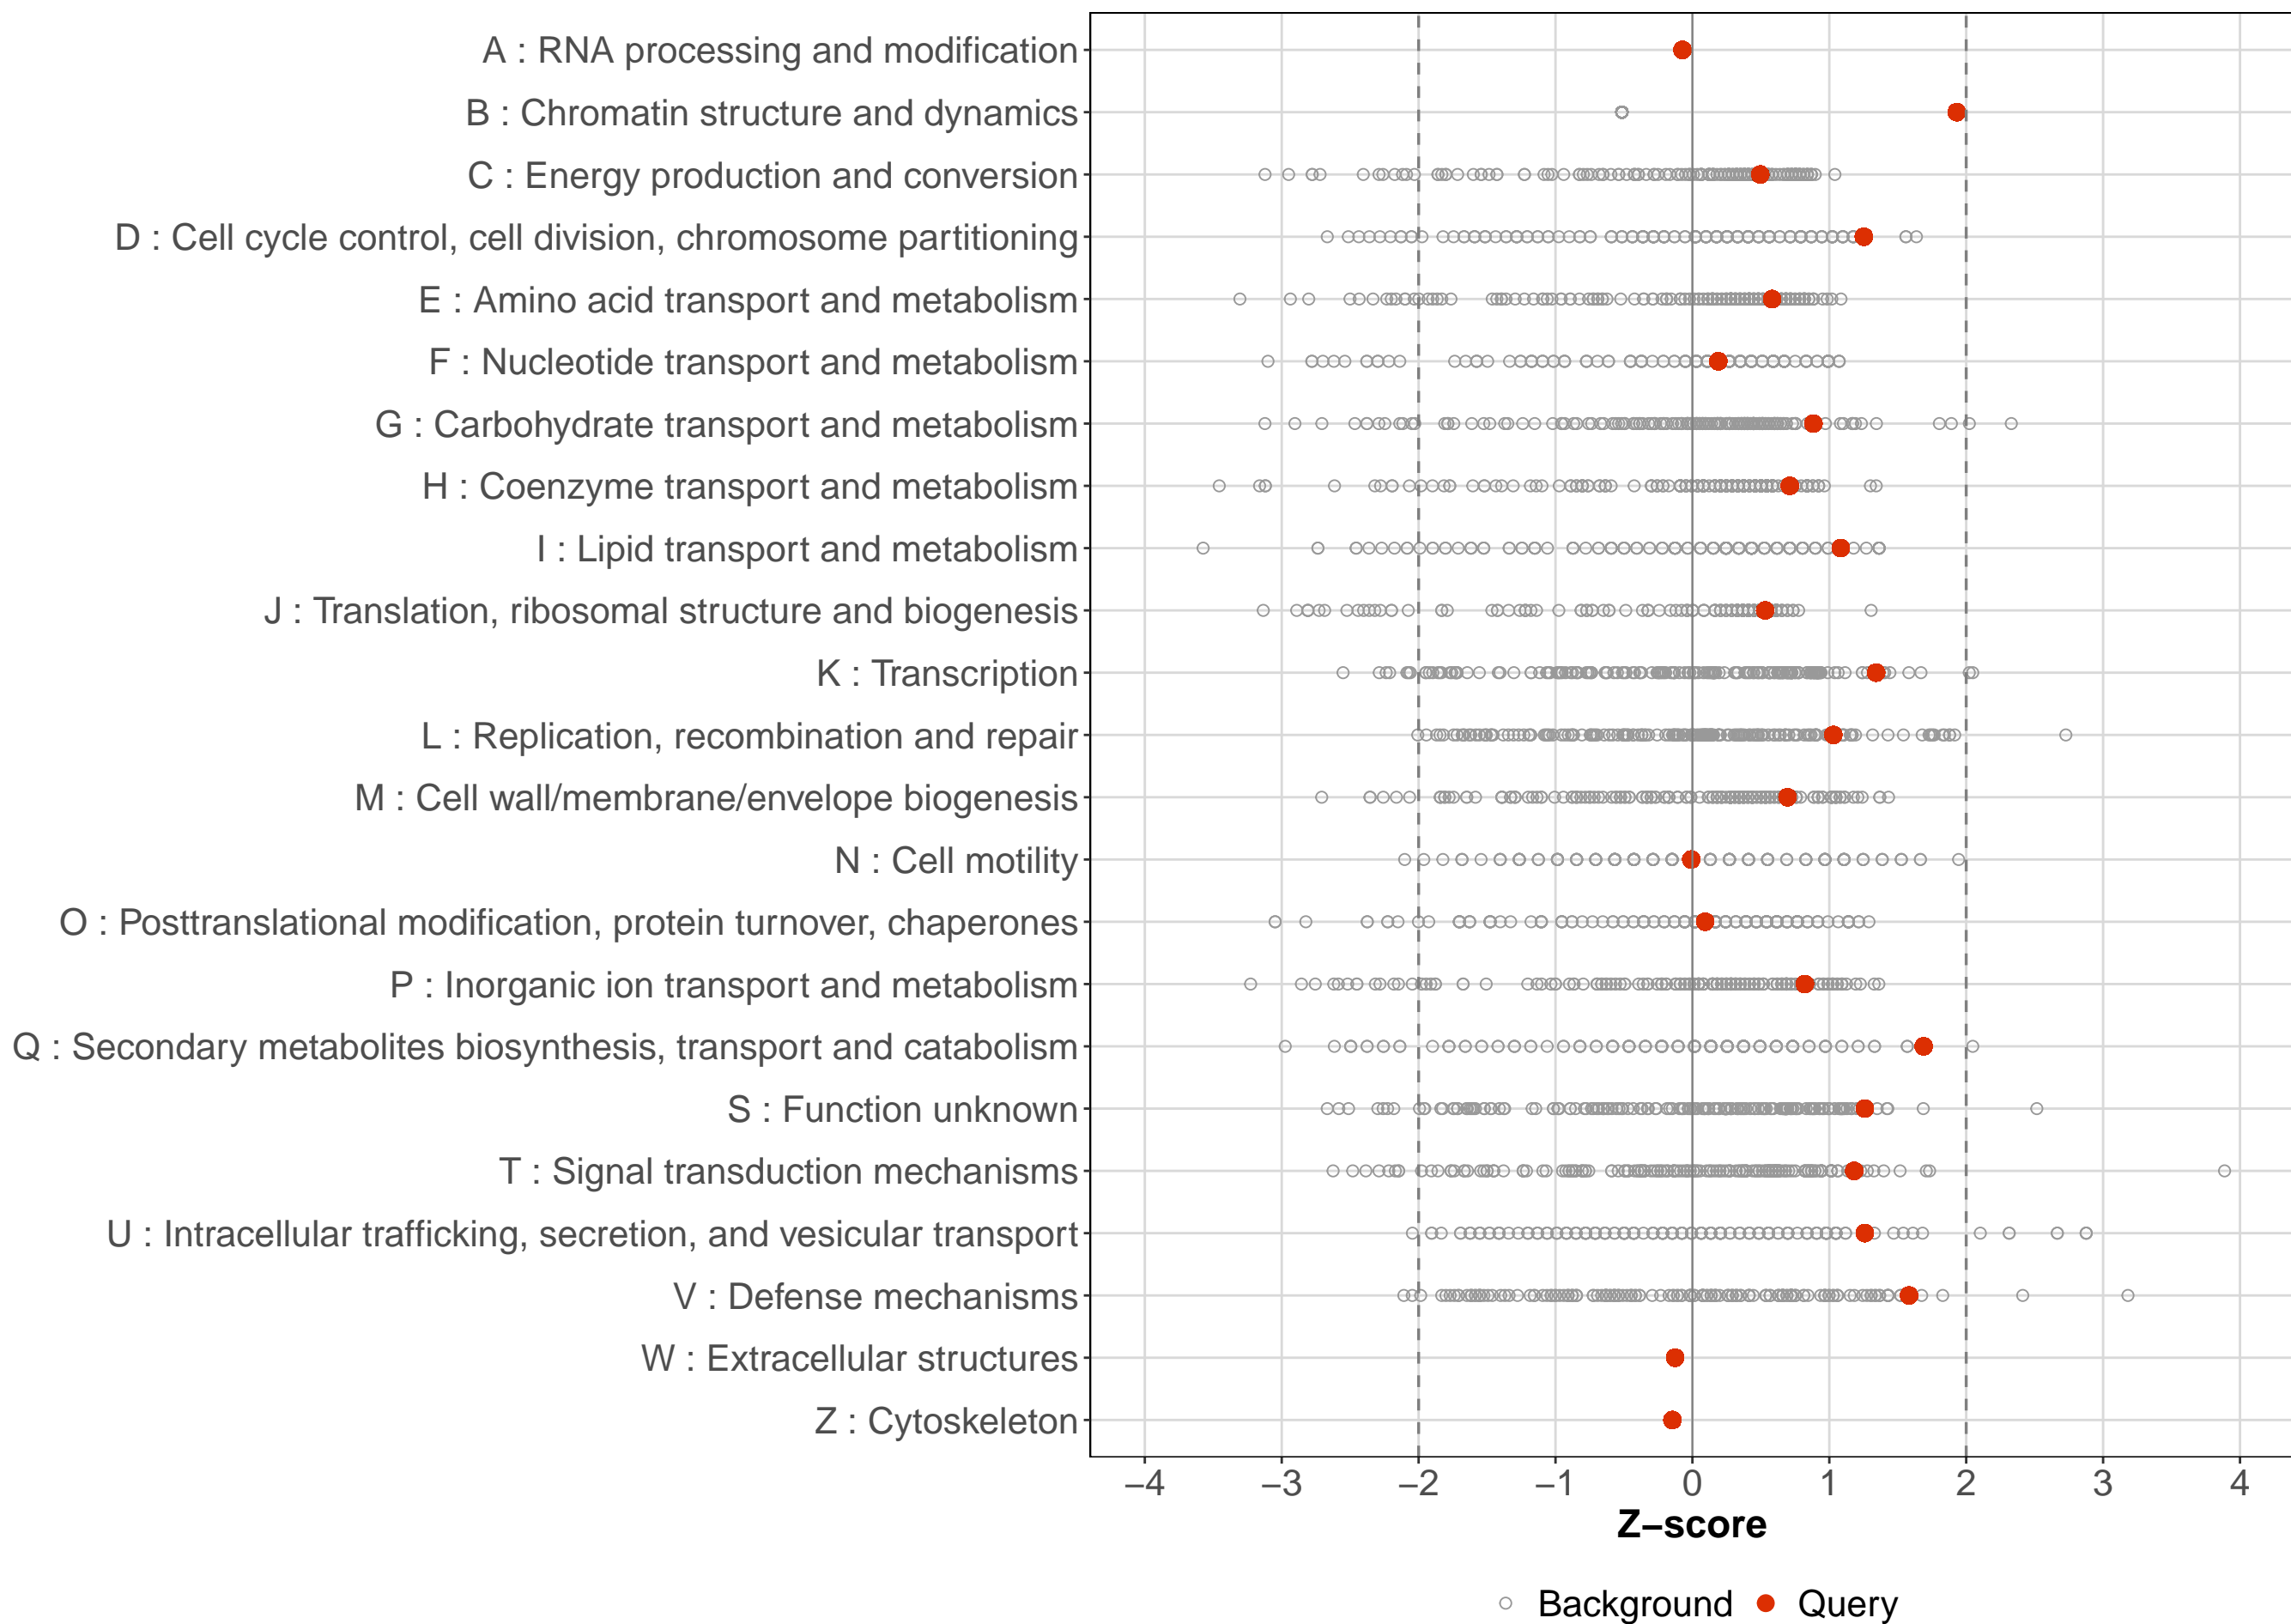 A : RNA processing and modification
B : Chromatin structure and dynamics
C : Energy production and conversion
D : Cell cycle control, cell division, chromosome partitioning
E : Amino acid transport and metabolism
F : Nucleotide transport and metabolism
G : Carbohydrate transport and metabolism
H : Coenzyme transport and metabolism
I : Lipid transport and metabolism
J : Translation, ribosomal structure and biogenesis
K : Transcription
L : Replication, recombination and repair
M : Cell wall/membrane/envelope biogenesis
N : Cell motility
O : Posttranslational modification, protein turnover, chaperones
P : Inorganic ion transport and metabolism
Q : Secondary metabolites biosynthesis, transport and catabolism
S : Function unknown
T : Signal transduction mechanisms
U : Intracellular trafficking, secretion, and vesicular transport
V : Defense mechanisms
W : Extracellular structures
Z : Cytoskeleton
−4 −3 −2 −1 0 1 2 3 4
Z−score
Background Query